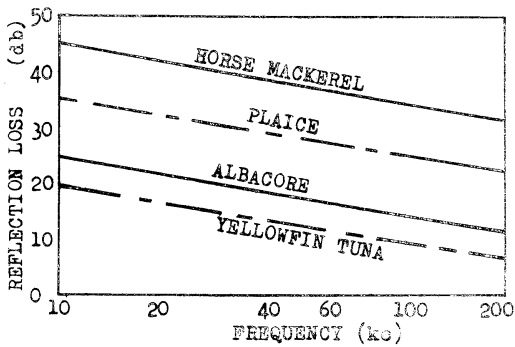 50
40
30
20
10
0
REFLECTION LOSS (db)
HORSE MACKEREL
PLAICE
ALBACORE
YELLOWFIN TUNA
10 20 40 60 100 200
FREQUENCY (kc)